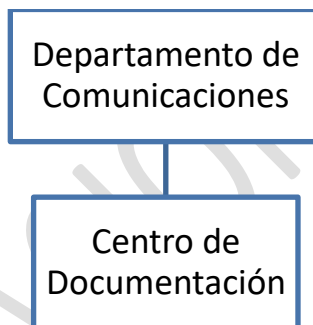 Departamento de
Comunicaciones
Centro de
Documentación